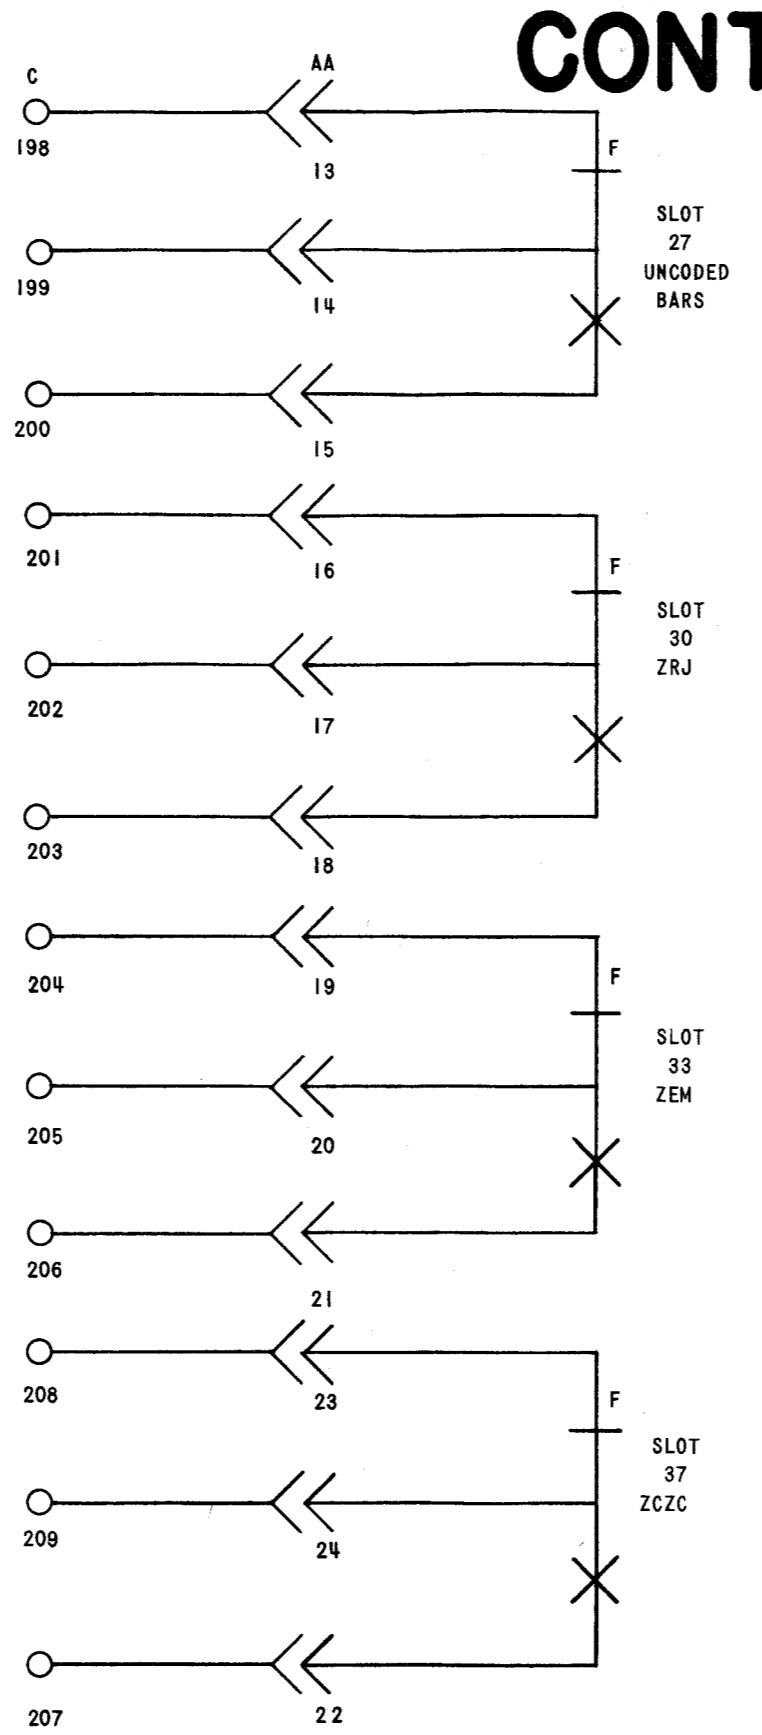 CONT
C
AA
198
13
F
SLOT
27
UNCODED
BARS
199
14
200
15
201
16
F
SLOT
30
ZRJ
202
17
203
18
204
19
F
SLOT
33
ZEM
205
20
206
21
208
23
F
SLOT
37
ZCZC
209
24
207
22